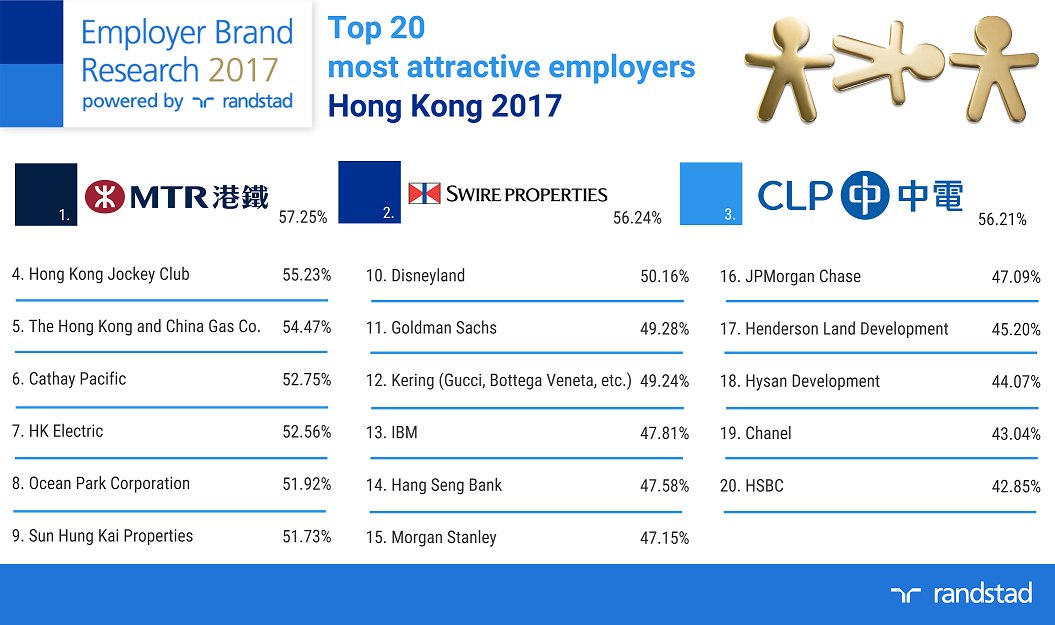 Employer Brand
Research 2017
powered by randstad
Top 20
most attractive employers
Hong Kong 2017
1. MTR 港鐵 57.25%
2. SWIRE PROPERTIES 56.24%
3. CLP 中電 56.21%
4. Hong Kong Jockey Club 55.23%
5. The Hong Kong and China Gas Co. 54.47%
6. Cathay Pacific 52.75%
7. HK Electric 52.56%
8. Ocean Park Corporation 51.92%
9. Sun Hung Kai Properties 51.73%
10. Disneyland 50.16%
11. Goldman Sachs 49.28%
12. Kering (Gucci, Bottega Veneta, etc.) 49.24%
13. IBM 47.81%
14. Hang Seng Bank 47.58%
15. Morgan Stanley 47.15%
16. JPMorgan Chase 47.09%
17. Henderson Land Development 45.20%
18. Hysan Development 44.07%
19. Chanel 43.04%
20. HSBC 42.85%
randstad